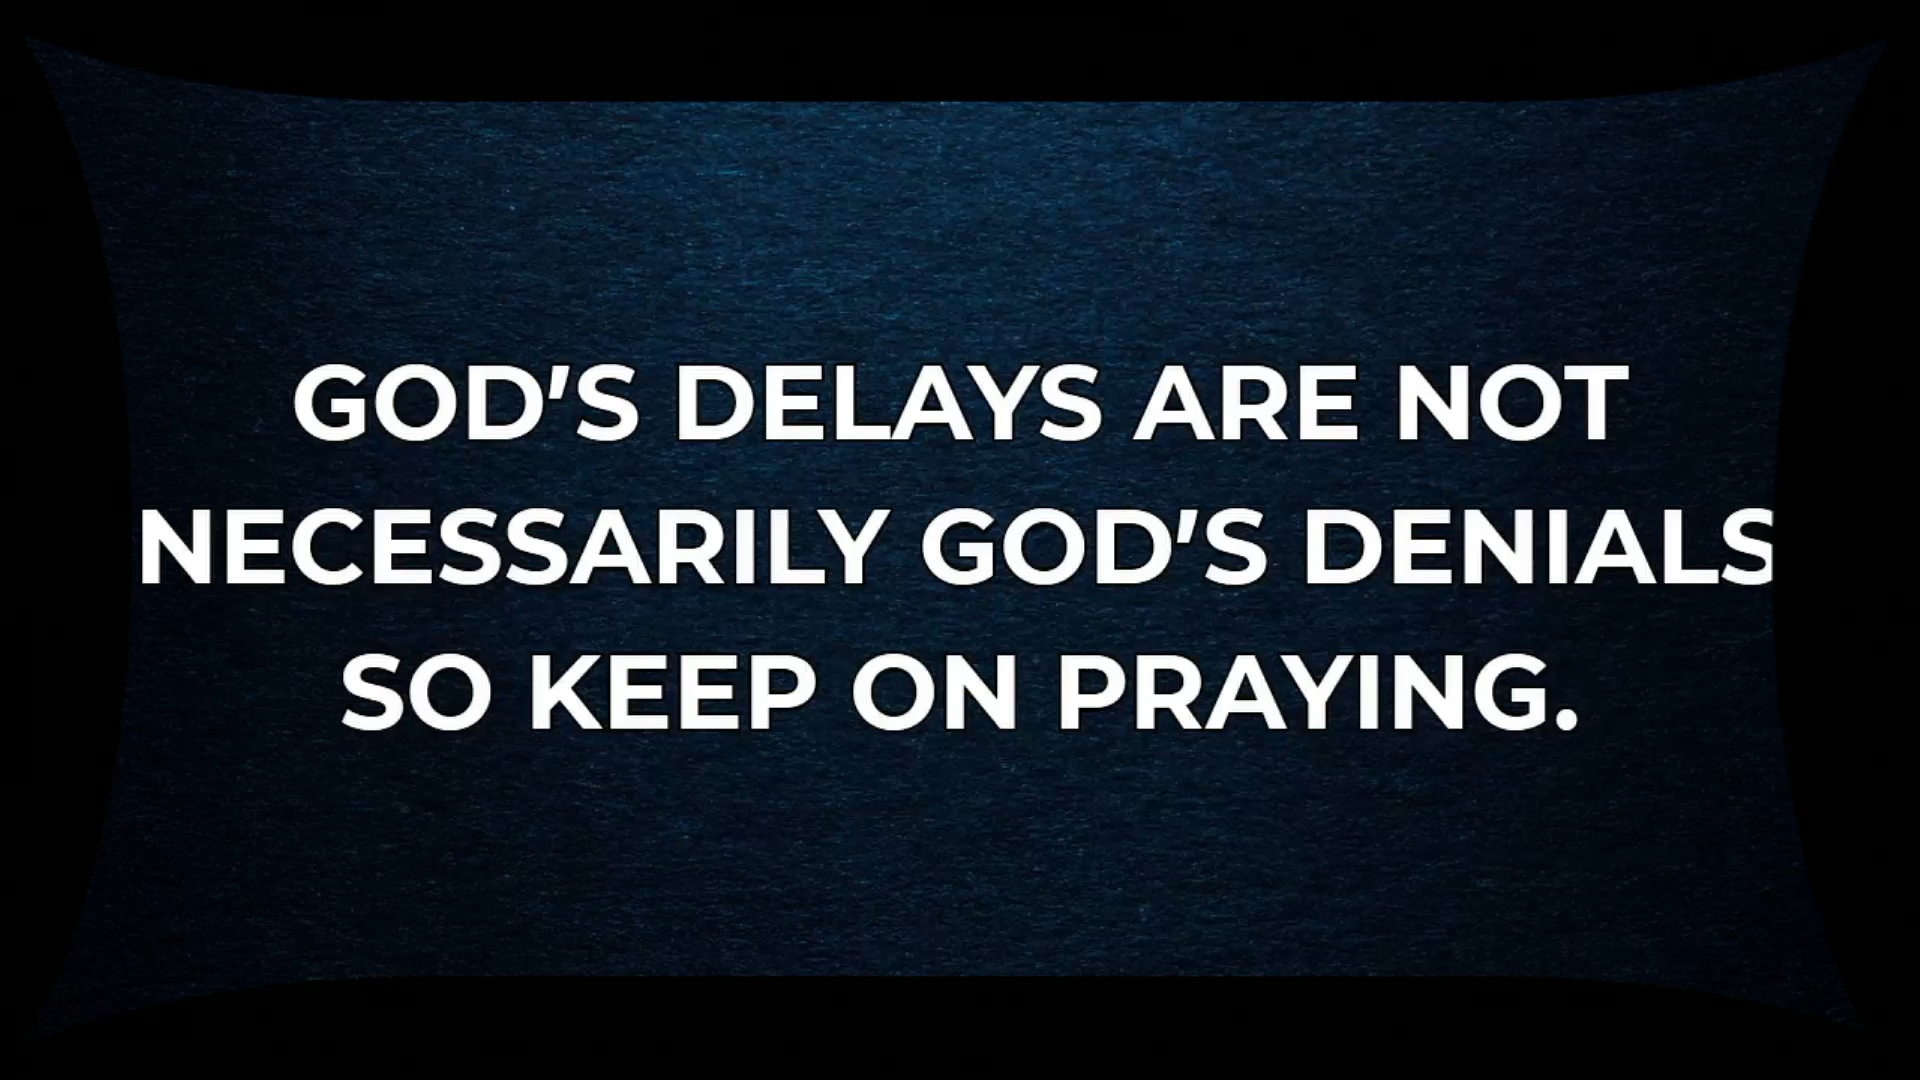 GOD'S DELAYS ARE NOT
NECESSARILY GOD'S DENIALS
SO KEEP ON PRAYING.